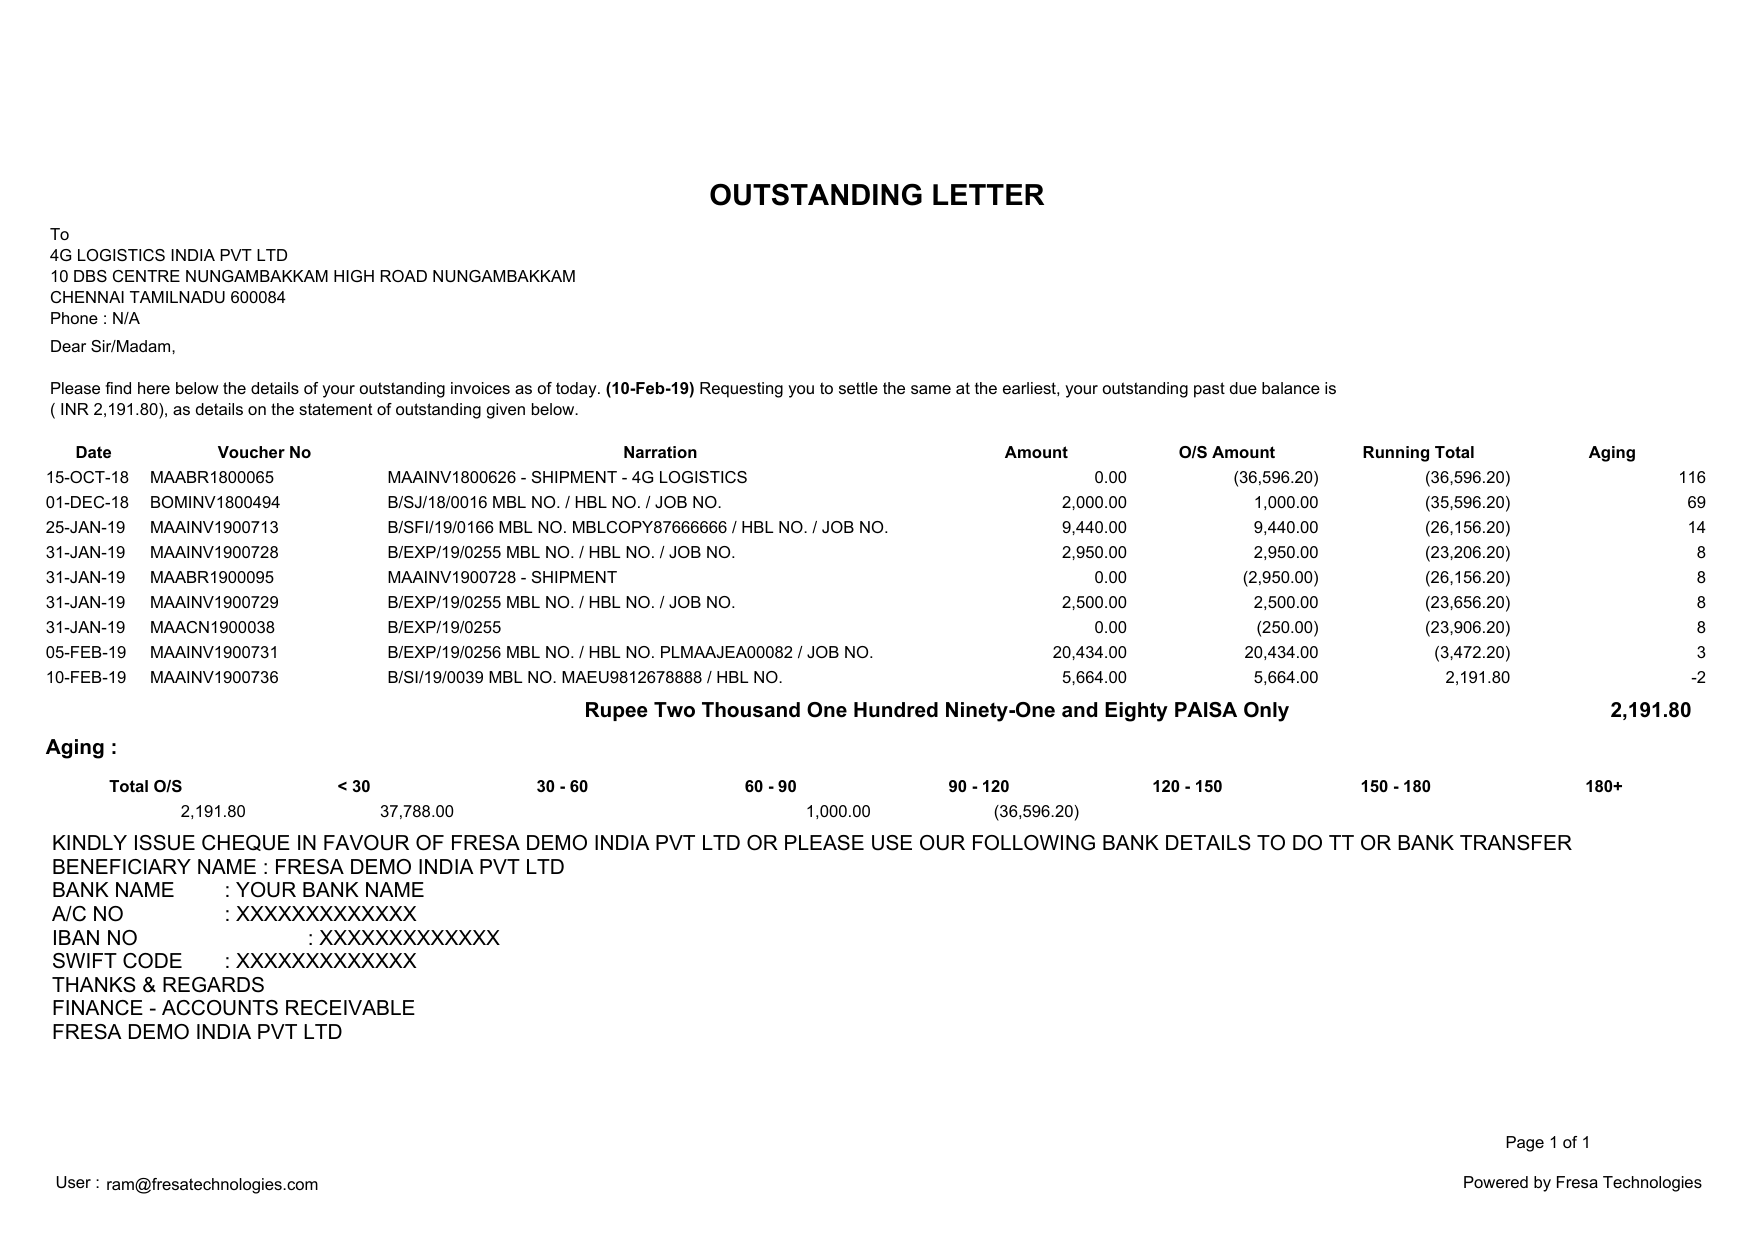 OUTSTANDING LETTER
To
4G LOGISTICS INDIA PVT LTD
10 DBS CENTRE NUNGAMBAKKAM HIGH ROAD NUNGAMBAKKAM
CHENNAI TAMILNADU 600084
Phone : N/A
Dear Sir/Madam,
Please find here below the details of your outstanding invoices as of today. (10-Feb-19) Requesting you to settle the same at the earliest, your outstanding past due balance is
( INR 2,191.80), as details on the statement of outstanding given below.
Date Voucher No Narration Amount O/S Amount Running Total Aging
15-OCT-18 MAABR1800065 MAAINV1800626 - SHIPMENT - 4G LOGISTICS 0.00 (36,596.20) (36,596.20) 116
01-DEC-18 BOMINV1800494 B/SJ/18/0016 MBL NO. / HBL NO. / JOB NO. 2,000.00 1,000.00 (35,596.20) 69
25-JAN-19 MAAINV1900713 B/SFI/19/0166 MBL NO. MBLCOPY87666666 / HBL NO. / JOB NO. 9,440.00 9,440.00 (26,156.20) 14
31-JAN-19 MAAINV1900728 B/EXP/19/0255 MBL NO. / HBL NO. / JOB NO. 2,950.00 2,950.00 (23,206.20) 8
31-JAN-19 MAABR1900095 MAAINV1900728 - SHIPMENT 0.00 (2,950.00) (26,156.20) 8
31-JAN-19 MAAINV1900729 B/EXP/19/0255 MBL NO. / HBL NO. / JOB NO. 2,500.00 2,500.00 (23,656.20) 8
31-JAN-19 MAACN1900038 B/EXP/19/0255 0.00 (250.00) (23,906.20) 8
05-FEB-19 MAAINV1900731 B/EXP/19/0256 MBL NO. / HBL NO. PLMAAJEA00082 / JOB NO. 20,434.00 20,434.00 (3,472.20) 3
10-FEB-19 MAAINV1900736 B/SI/19/0039 MBL NO. MAEU9812678888 / HBL NO. 5,664.00 5,664.00 2,191.80 -2
Rupee Two Thousand One Hundred Ninety-One and Eighty PAISA Only 2,191.80
Aging :
Total O/S < 30 30 - 60 60 - 90 90 - 120 120 - 150 150 - 180 180+
2,191.80 37,788.00 1,000.00 (36,596.20)
KINDLY ISSUE CHEQUE IN FAVOUR OF FRESA DEMO INDIA PVT LTD OR PLEASE USE OUR FOLLOWING BANK DETAILS TO DO TT OR BANK TRANSFER
BENEFICIARY NAME : FRESA DEMO INDIA PVT LTD
BANK NAME : YOUR BANK NAME
A/C NO : XXXXXXXXXXXXX
IBAN NO : XXXXXXXXXXXXX
SWIFT CODE : XXXXXXXXXXXXX
THANKS & REGARDS
FINANCE - ACCOUNTS RECEIVABLE
FRESA DEMO INDIA PVT LTD
Page 1 of 1
User : ram@fresatechnologies.com Powered by Fresa Technologies